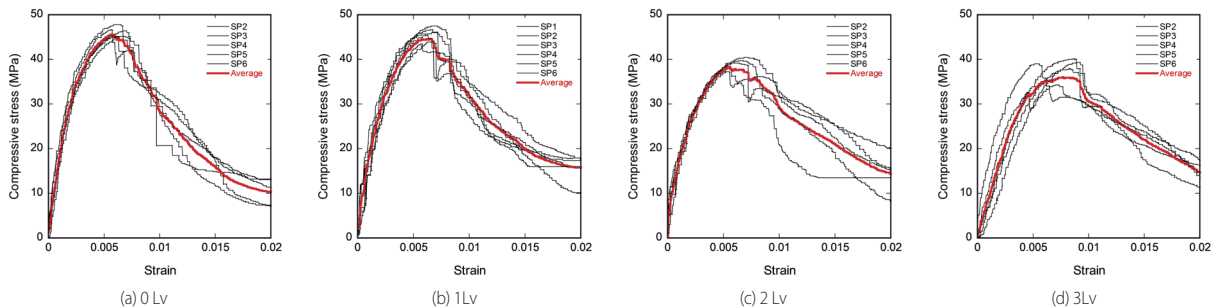 50
40
30
20
10
0
Compressive stress (MPa)
0 0.005 0.01 0.015 0.02
Strain
SP2
SP3
SP4
SP5
SP6
Average
(a) 0 Lv
50
40
30
20
10
0
Compressive stress (MPa)
0 0.005 0.01 0.015 0.02
Strain
SP1
SP2
SP3
SP4
SP5
SP6
Average
(b) 1Lv
50
40
30
20
10
0
Compressive stress (MPa)
0 0.005 0.01 0.015 0.02
Strain
SP2
SP3
SP4
SP5
SP6
Average
(c) 2 Lv
50
40
30
20
10
0
Compressive stress (MPa)
0 0.005 0.01 0.015 0.02
Strain
SP2
SP3
SP4
SP5
SP6
Average
(d) 3Lv